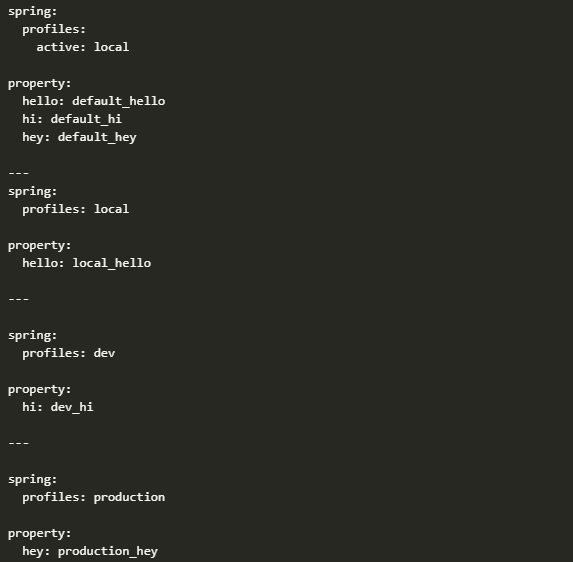 spring:
  profiles:
    active: local

property:
  hello: default_hello
  hi: default_hi
  hey: default_hey

---
spring:
  profiles: local

property:
  hello: local_hello

---

spring:
  profiles: dev

property:
  hi: dev_hi

---

spring:
  profiles: production

property:
  hey: production_hey